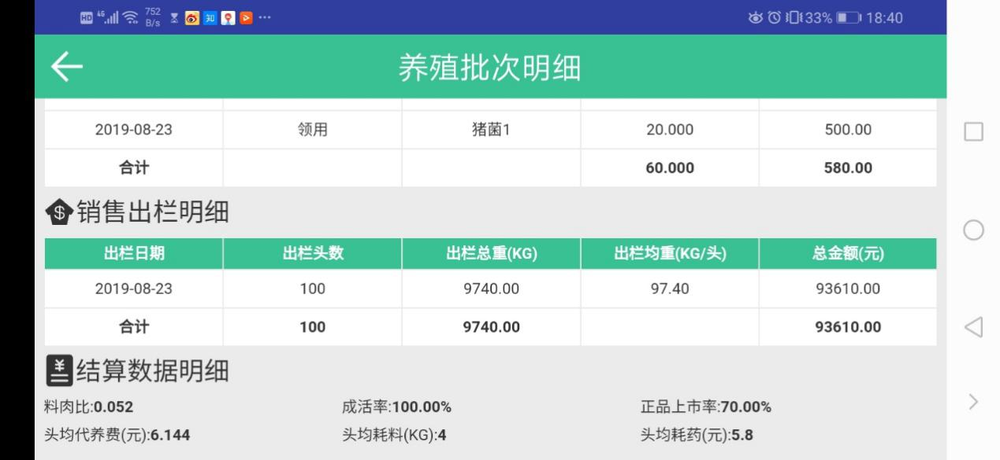 HD 4G 752 B/s 知 ... 33% 18:40
养殖批次明细
2019-08-23 领用 猪菌1 20.000 500.00
合计 60.000 580.00
$ 销售出栏明细
出栏日期 出栏头数 出栏总重(KG) 出栏均重(KG/头) 总金额(元)
2019-08-23 100 9740.00 97.40 93610.00
合计 100 9740.00 93610.00
¥ 结算数据明细
料肉比:0.052 成活率:100.00% 正品上市率:70.00%
头均代养费(元):6.144 头均耗料(KG):4 头均耗药(元):5.8